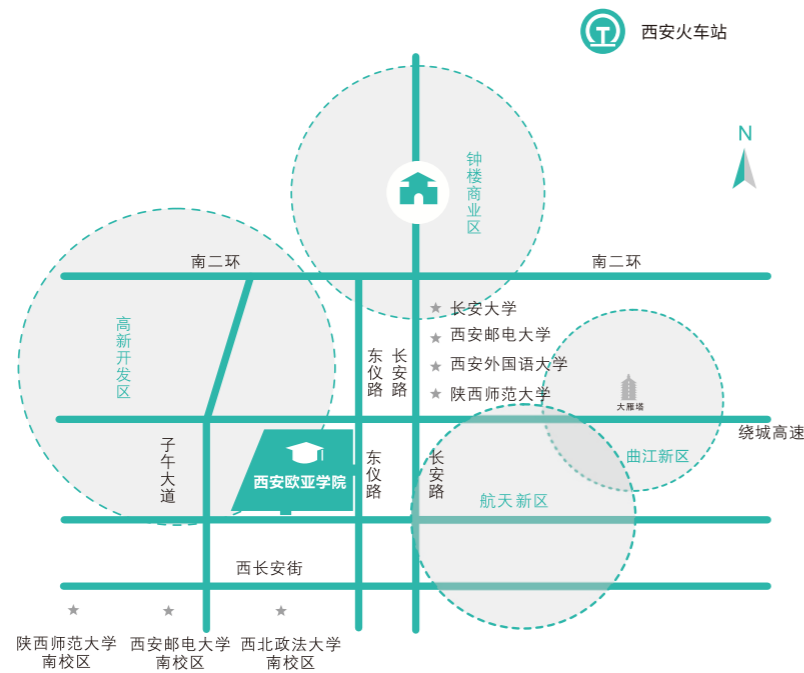 西安火车站
N
钟楼商业区
南二环
南二环
高新开发区
长安大学
西安邮电大学
西安外国语大学
陕西师范大学
东仪路
长安路
大雁塔
绕城高速
子午大道
西安欧亚学院
东仪路
长安路
曲江新区
航天新区
西长安街
陕西师范大学
南校区
西安邮电大学
南校区
西北政法大学
南校区